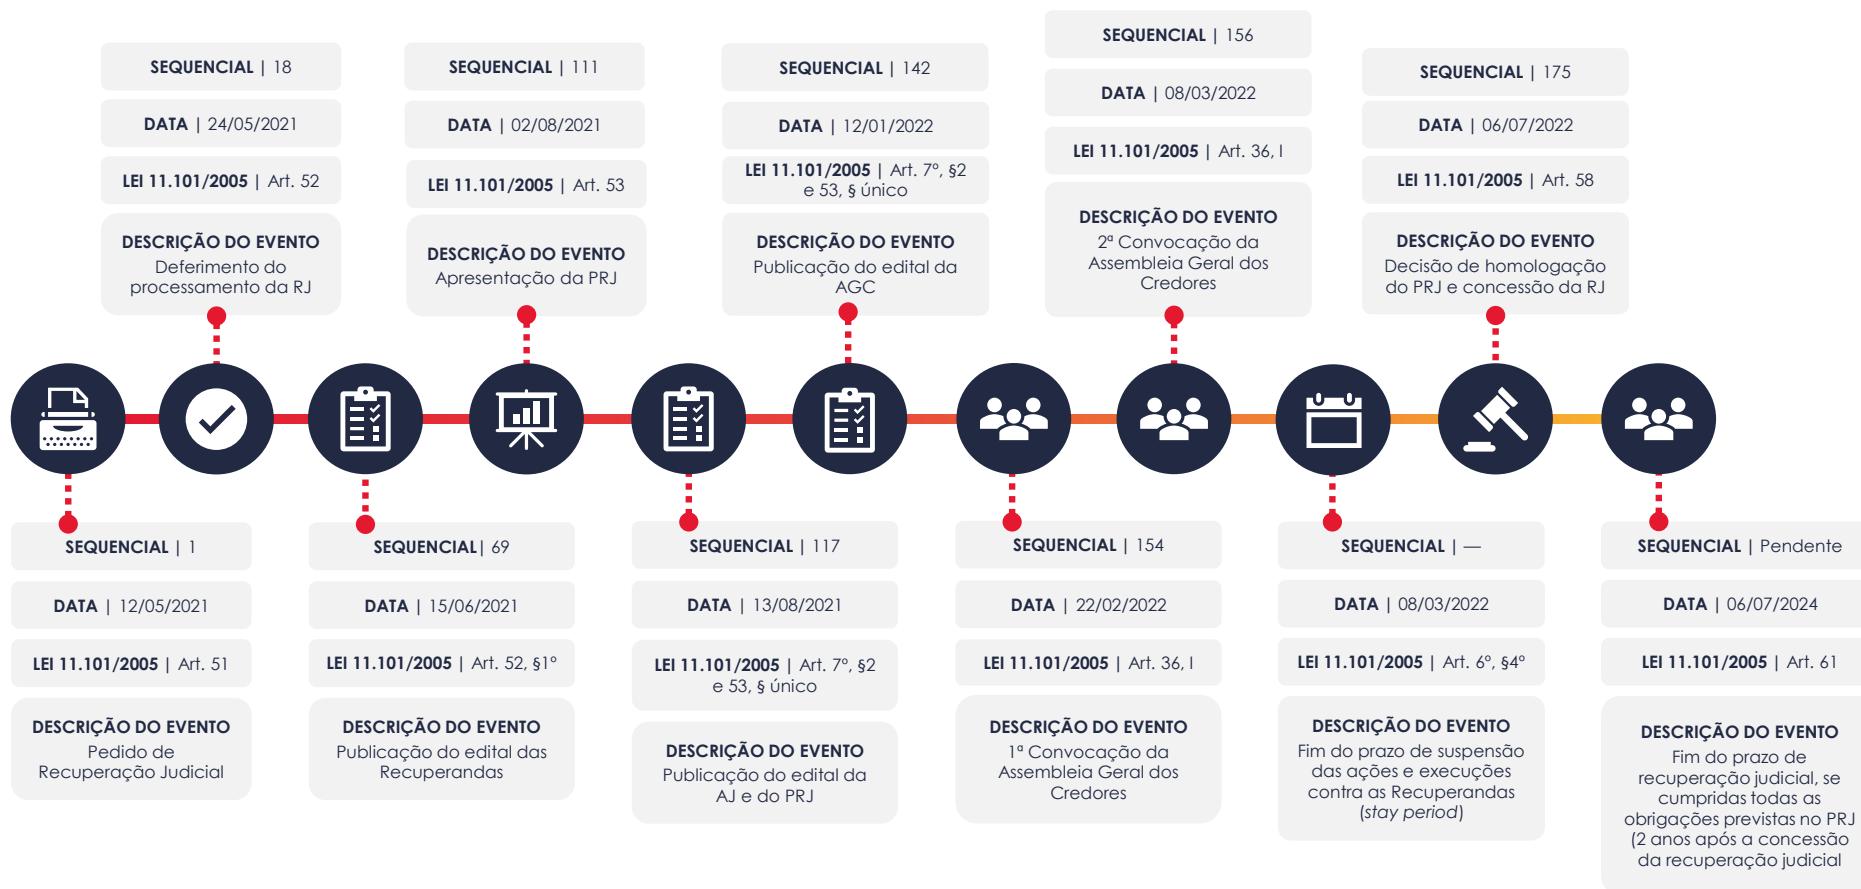 SEQUENCIAL | 18
DATA | 24/05/2021
LEI 11.101/2005 | Art. 52
DESCRIÇÃO DO EVENTO
Deferimento do
processamento da RJ
SEQUENCIAL | 111
DATA | 02/08/2021
LEI 11.101/2005 | Art. 53
DESCRIÇÃO DO EVENTO
Apresentação da PRJ
SEQUENCIAL | 142
DATA | 12/01/2022
LEI 11.101/2005 | Art. 7º, §2
e 53, § único
DESCRIÇÃO DO EVENTO
Publicação do edital da
AGC
SEQUENCIAL | 156
DATA | 08/03/2022
LEI 11.101/2005 | Art. 36, I
DESCRIÇÃO DO EVENTO
2ª Convocação da
Assembleia Geral dos
Credores
SEQUENCIAL | 175
DATA | 06/07/2022
LEI 11.101/2005 | Art. 58
DESCRIÇÃO DO EVENTO
Decisão de homologação
do PRJ e concessão da RJ
SEQUENCIAL | 1
DATA | 12/05/2021
LEI 11.101/2005 | Art. 51
DESCRIÇÃO DO EVENTO
Pedido de
Recuperação Judicial
SEQUENCIAL| 69
DATA | 15/06/2021
LEI 11.101/2005 | Art. 52, §1º
DESCRIÇÃO DO EVENTO
Publicação do edital das
Recuperandas
SEQUENCIAL | 117
DATA | 13/08/2021
LEI 11.101/2005 | Art. 7º, §2
e 53, § único
DESCRIÇÃO DO EVENTO
Publicação do edital da
AJ e do PRJ
SEQUENCIAL | 154
DATA | 22/02/2022
LEI 11.101/2005 | Art. 36, I
DESCRIÇÃO DO EVENTO
1ª Convocação da
Assembleia Geral dos
Credores
SEQUENCIAL | —
DATA | 08/03/2022
LEI 11.101/2005 | Art. 6º, §4º
DESCRIÇÃO DO EVENTO
Fim do prazo de suspensão
das ações e execuções
contra as Recuperandas
(stay period)
SEQUENCIAL | Pendente
DATA | 06/07/2024
LEI 11.101/2005 | Art. 61
DESCRIÇÃO DO EVENTO
Fim do prazo de
recuperação judicial, se
cumpridas todas as
obrigações previstas no PRJ
(2 anos após a concessão
da recuperação judicial